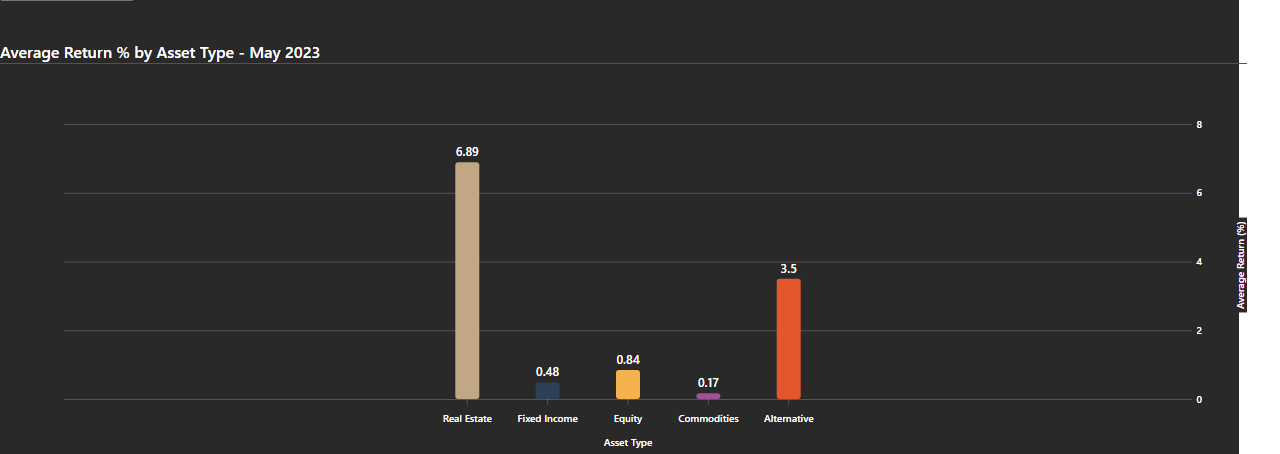 Average Return % by Asset Type - May 2023
8
6.89
6
Average Return (%)
4
3.5
2
0.84
0.48
0.17
0
Real Estate Fixed Income Equity Commodities Alternative
Asset Type